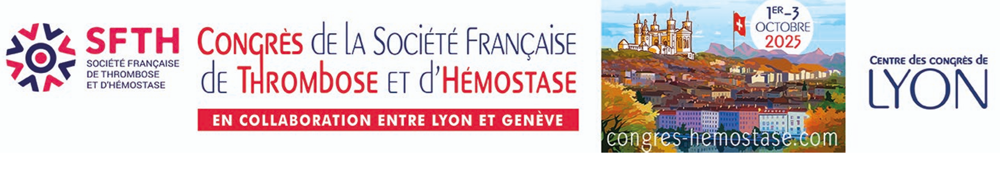 SFTH
SOCIÉTÉ FRANÇAISE
DE THROMBOSE
ET D'HÉMOSTASE
CONGRÈS de LA SOCIÉTÉ FRANÇAISE
de THROMBOSE ET d'HÉMOSTASE
EN COLLABORATION ENTRE LYON ET GENÈVE
1ER-3
OCTOBRE
2025
congres-hemostase.com
CENTRE des CONGRÈS de
LYON